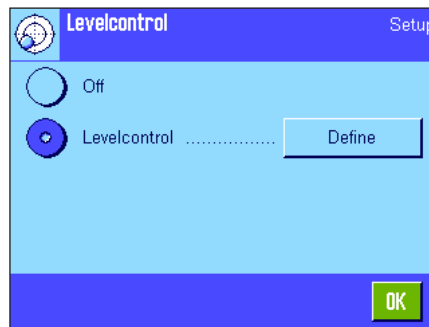 Levelcontrol Setup
Off
Levelcontrol ................. Define
OK